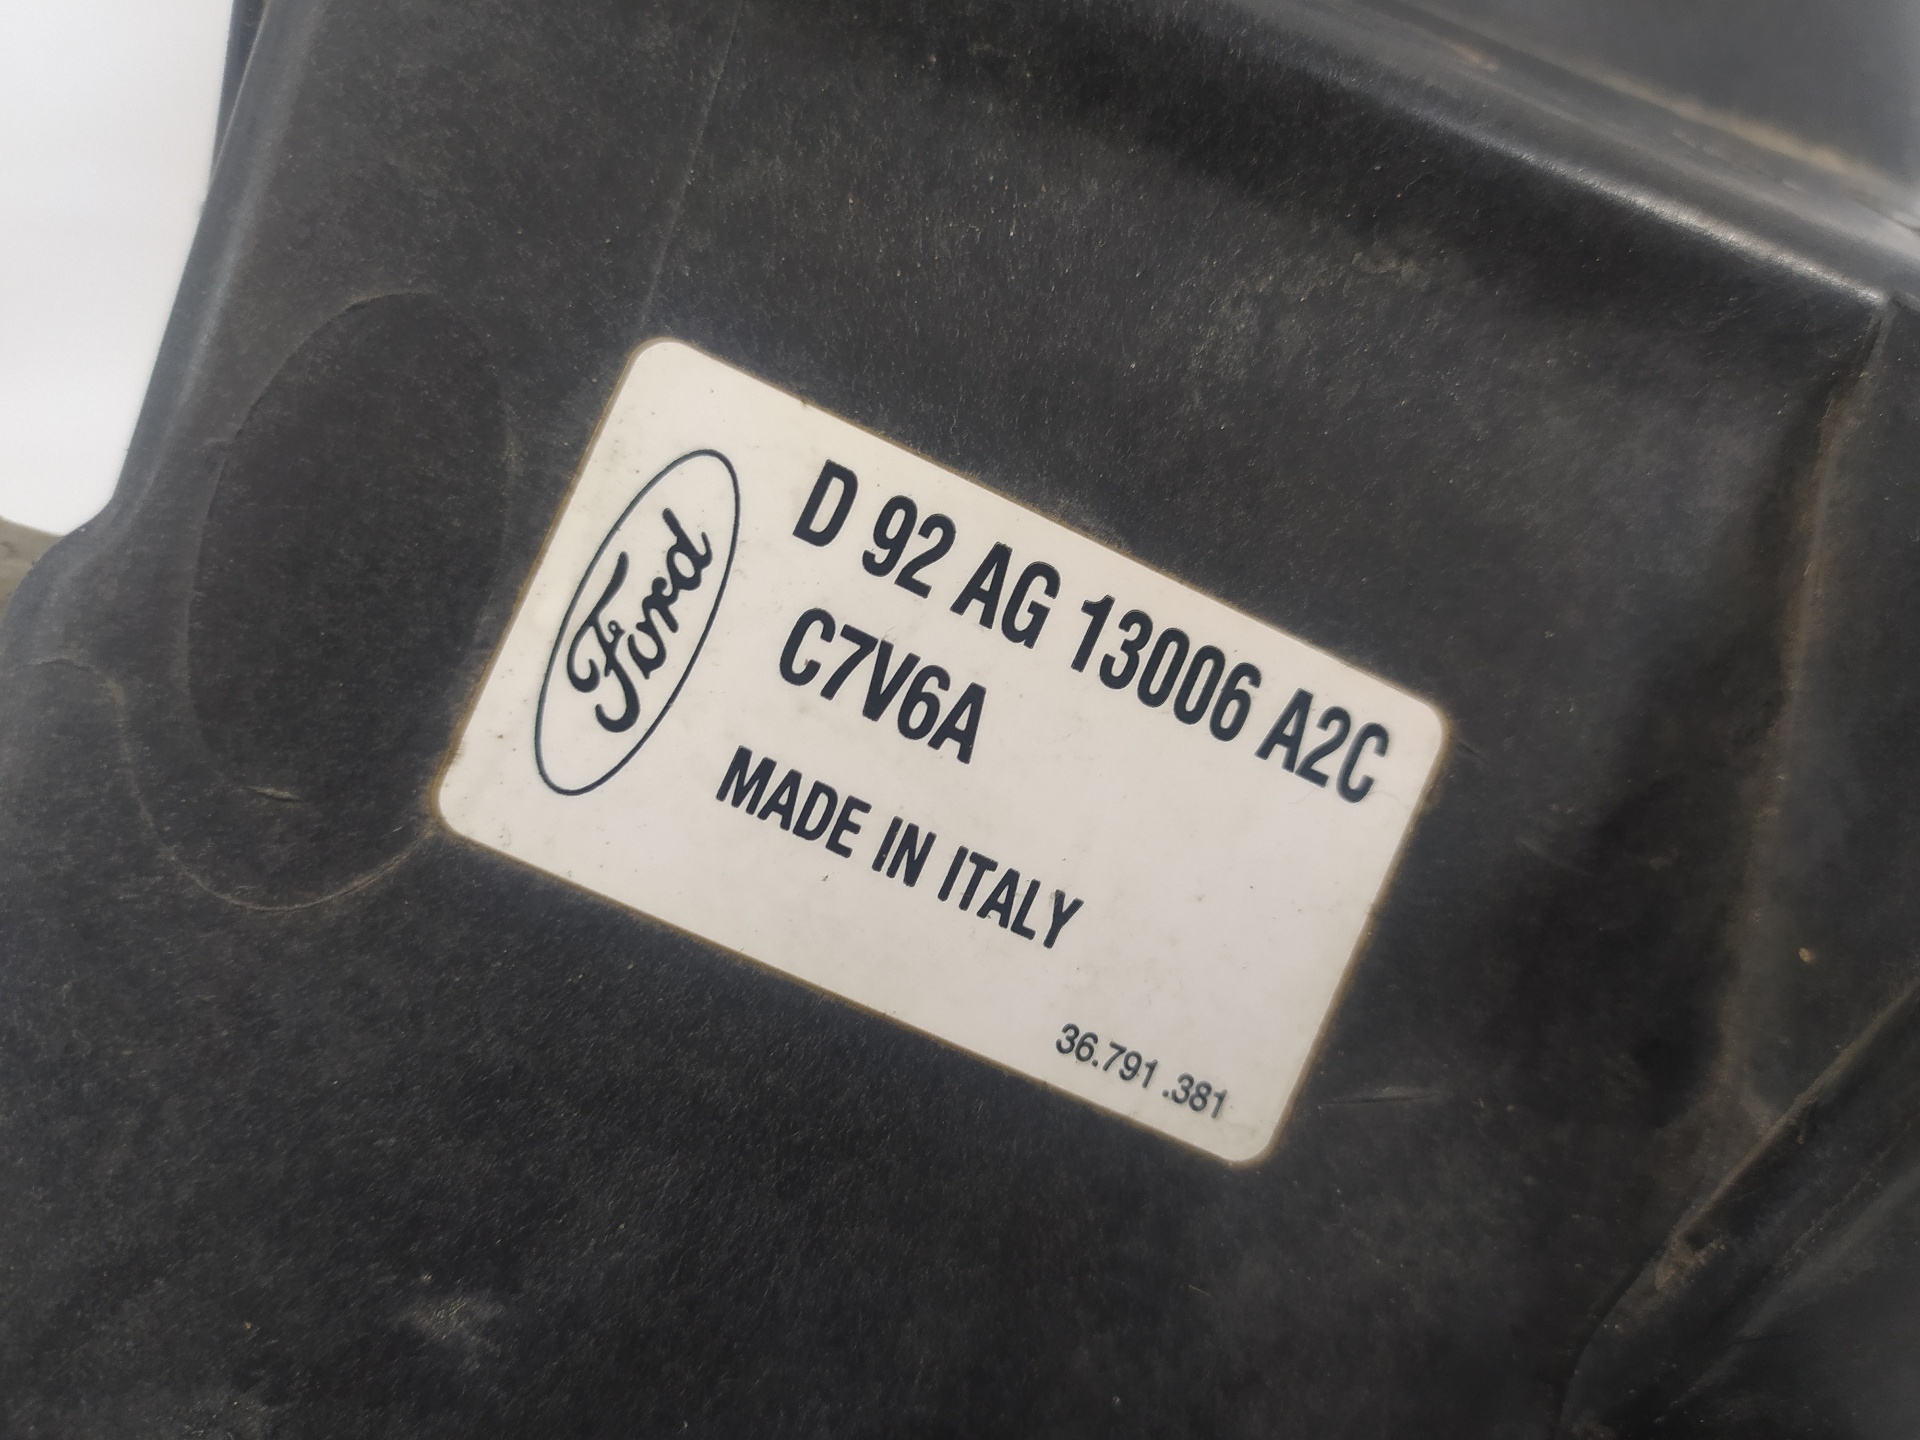 Ford
D 92 AG 13006 A2C
C7V6A
MADE IN ITALY
36.791.381